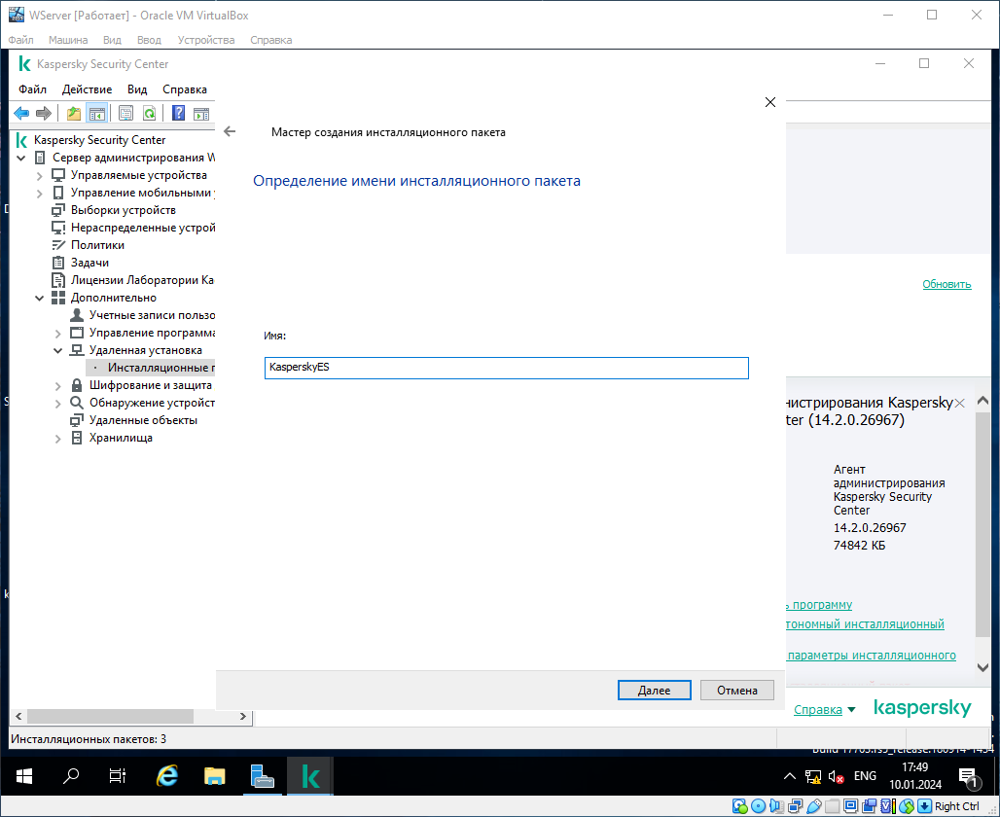 WServer [Работает] - Oracle VM VirtualBox
Файл Машина Вид Ввод Устройства Справка
Kaspersky Security Center
Файл Действие Вид Справка
Мастер создания инсталляционного пакета
Определение имени инсталляционного пакета
Имя:
KasperskyES
Далее Отмена
Kaspersky Security Center
Сервер администрирования W
Управляемые устройства
Управление мобильными
Выборки устройств
Нераспределенные устрой
Политики
Задачи
Лицензии Лаборатории Ка
Дополнительно
Учетные записи пользо
Управление программа
Удаленная установка
Инсталляционные п
Шифрование и защита
Обнаружение устройст
Удаленные объекты
Хранилища
Обновить
нистрирования Kaspersky
ter (14.2.0.26967)
Агент
администрирования
Kaspersky Security
Center
14.2.0.26967
74842 КБ
ь программу
тономный инсталляционный
параметры инсталляционного
Справка kaspersky
Инсталляционных пакетов: 3
Build 17763.rs5_release.180914-1434
ENG
17:49
10.01.2024
1
Right Ctrl